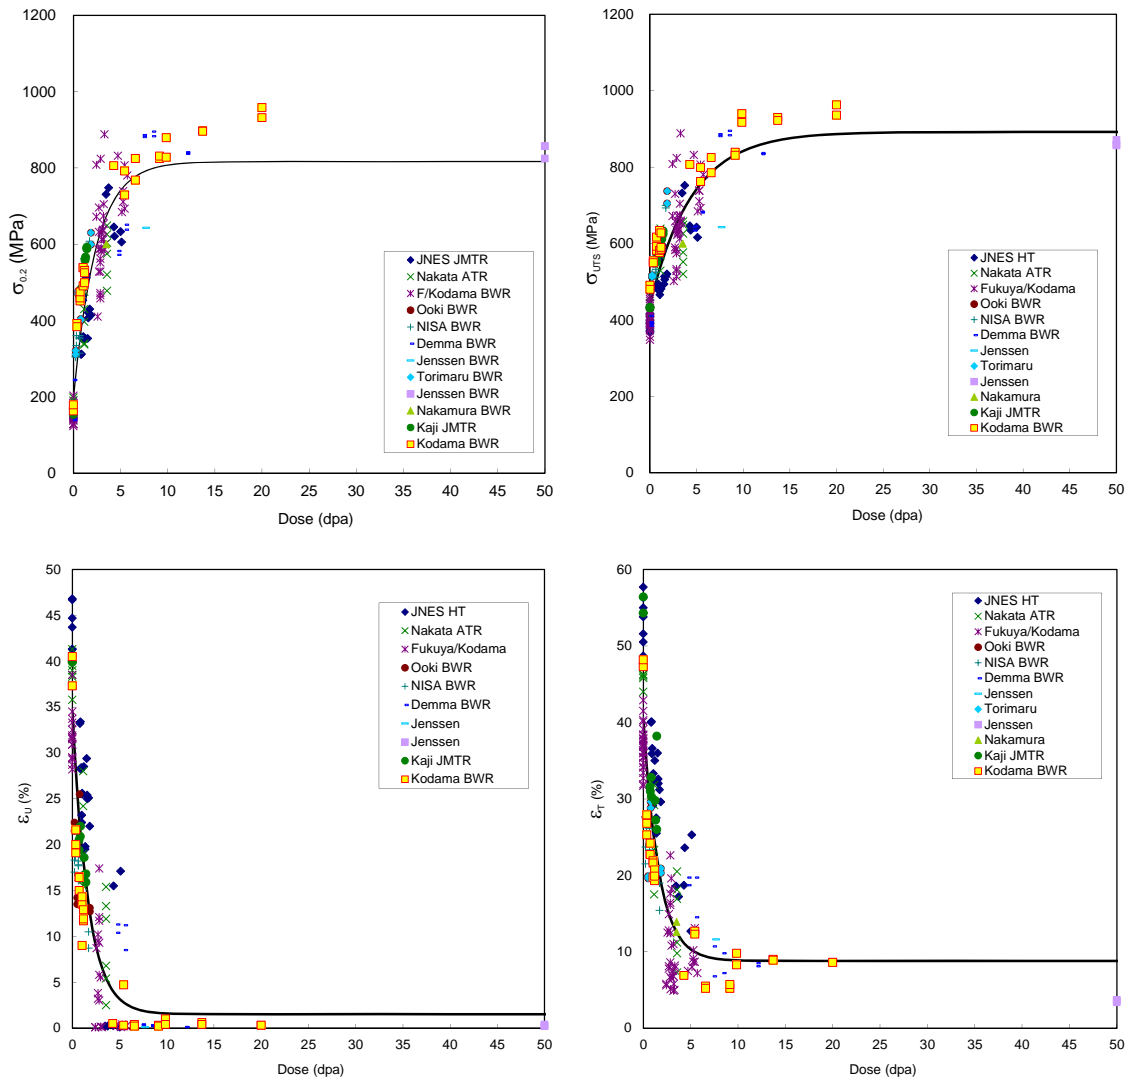 1200
1000
800
600
400
200
0
σ0.2 (MPa)
0 5 10 15 20 25 30 35 40 45 50
Dose (dpa)
JNES JMTR
Nakata ATR
F/Kodama BWR
Ooki BWR
NISA BWR
Demma BWR
Jenssen BWR
Torimaru BWR
Jenssen BWR
Nakamura BWR
Kaji JMTR
Kodama BWR
1200
1000
800
600
400
200
0
σUTS (MPa)
0 5 10 15 20 25 30 35 40 45 50
Dose (dpa)
JNES HT
Nakata ATR
Fukuya/Kodama
Ooki BWR
NISA BWR
Demma BWR
Jenssen
Torimaru
Jenssen
Nakamura
Kaji JMTR
Kodama BWR
50
45
40
35
30
25
20
15
10
5
0
εU (%)
0 5 10 15 20 25 30 35 40 45 50
Dose (dpa)
JNES HT
Nakata ATR
Fukuya/Kodama
Ooki BWR
NISA BWR
Demma BWR
Jenssen
Jenssen
Kaji JMTR
Kodama BWR
60
50
40
30
20
10
0
εT (%)
0 5 10 15 20 25 30 35 40 45 50
Dose (dpa)
JNES HT
Nakata ATR
Fukuya/Kodama
Ooki BWR
NISA BWR
Demma BWR
Jenssen
Torimaru
Jenssen
Nakamura
Kaji JMTR
Kodama BWR